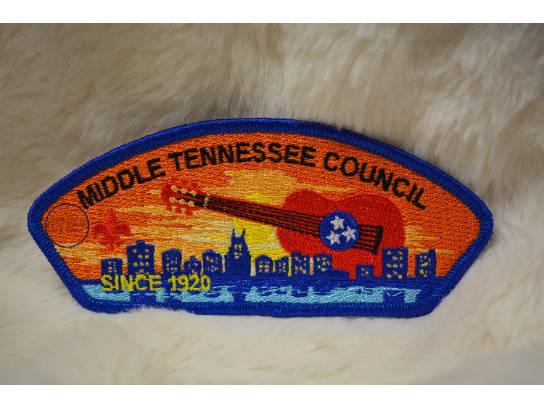 MIDDLE TENNESSEE COUNCIL
SINCE 1920